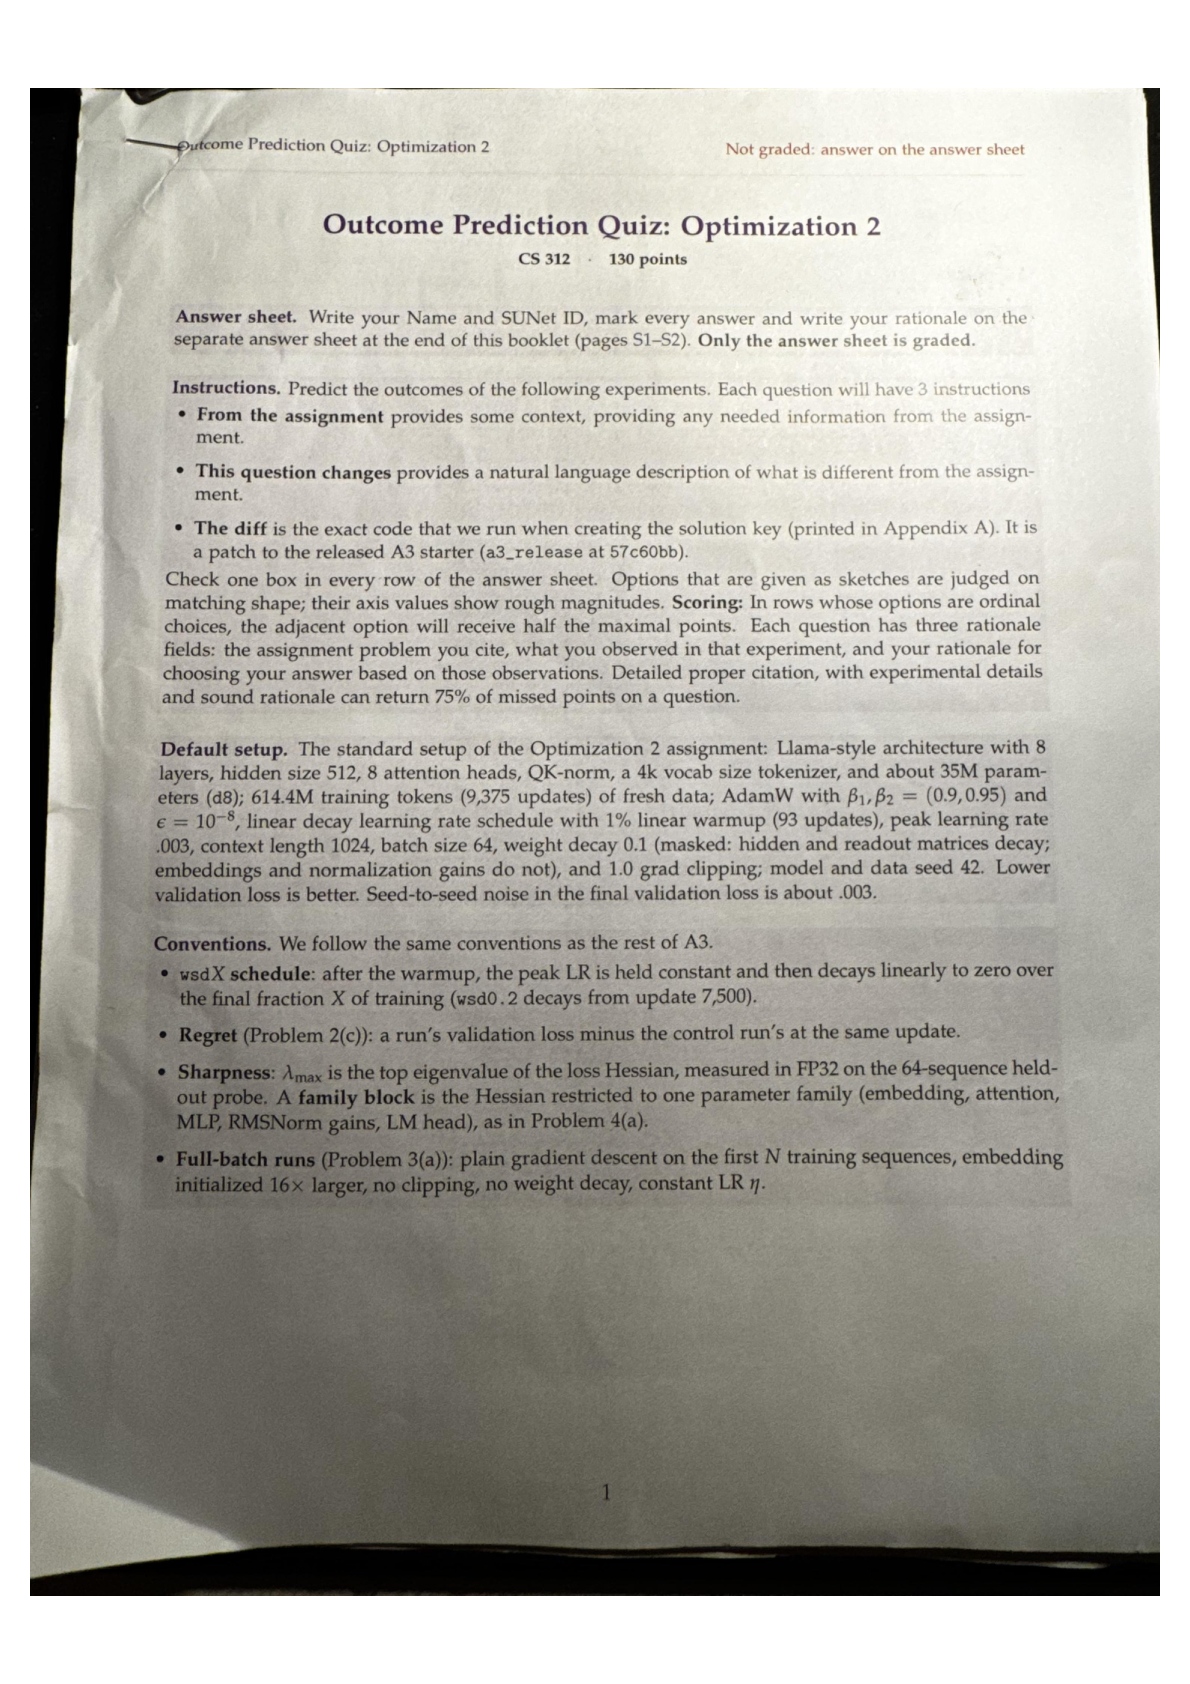 Outcome Prediction Quiz: Optimization 2
Not graded: answer on the answer sheet
Outcome Prediction Quiz: Optimization 2
CS 312 · 130 points
Answer sheet. Write your Name and SUNet ID, mark every answer and write your rationale on the
separate answer sheet at the end of this booklet (pages S1–S2). Only the answer sheet is graded.
Instructions. Predict the outcomes of the following experiments. Each question will have 3 instructions
• From the assignment provides some context, providing any needed information from the assign-
ment.
• This question changes provides a natural language description of what is different from the assign-
ment.
• The diff is the exact code that we run when creating the solution key (printed in Appendix A). It is
a patch to the released A3 starter (a3_release at 57c60bb).
Check one box in every row of the answer sheet. Options that are given as sketches are judged on
matching shape; their axis values show rough magnitudes. Scoring: In rows whose options are ordinal
choices, the adjacent option will receive half the maximal points. Each question has three rationale
fields: the assignment problem you cite, what you observed in that experiment, and your rationale for
choosing your answer based on those observations. Detailed proper citation, with experimental details
and sound rationale can return 75% of missed points on a question.
Default setup. The standard setup of the Optimization 2 assignment: Llama-style architecture with 8
layers, hidden size 512, 8 attention heads, QK-norm, a 4k vocab size tokenizer, and about 35M param-
eters (d8); 614.4M training tokens (9,375 updates) of fresh data; AdamW with β₁, β₂ = (0.9, 0.95) and
ϵ = 10⁻⁸, linear decay learning rate schedule with 1% linear warmup (93 updates), peak learning rate
.003, context length 1024, batch size 64, weight decay 0.1 (masked: hidden and readout matrices decay;
embeddings and normalization gains do not), and 1.0 grad clipping; model and data seed 42. Lower
validation loss is better. Seed-to-seed noise in the final validation loss is about .003.
Conventions. We follow the same conventions as the rest of A3.
• wsdX schedule: after the warmup, the peak LR is held constant and then decays linearly to zero over
the final fraction X of training (wsd0.2 decays from update 7,500).
• Regret (Problem 2(c)): a run's validation loss minus the control run's at the same update.
• Sharpness: λmax is the top eigenvalue of the loss Hessian, measured in FP32 on the 64-sequence held-
out probe. A family block is the Hessian restricted to one parameter family (embedding, attention,
MLP, RMSNorm gains, LM head), as in Problem 4(a).
• Full-batch runs (Problem 3(a)): plain gradient descent on the first N training sequences, embedding
initialized 16× larger, no clipping, no weight decay, constant LR η.
1